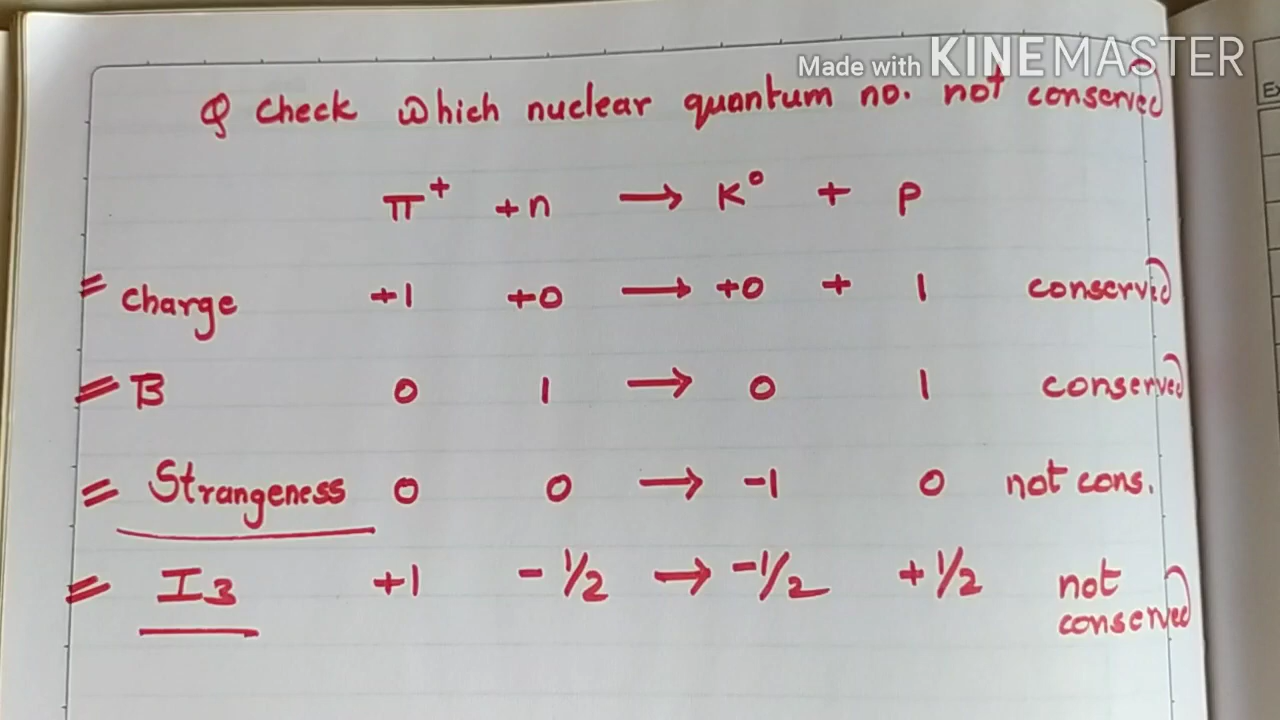 Made with KINEMASTER
Q check which nuclear quantum no. not conserved
π⁺ + n → K⁰ + p
charge +1 +0 → +0 + 1 conserved
B 0 1 → 0 1 conserved
Strangeness 0 0 → -1 0 not cons.
I3 +1 - 1/2 → -1/2 + 1/2 not
conserved